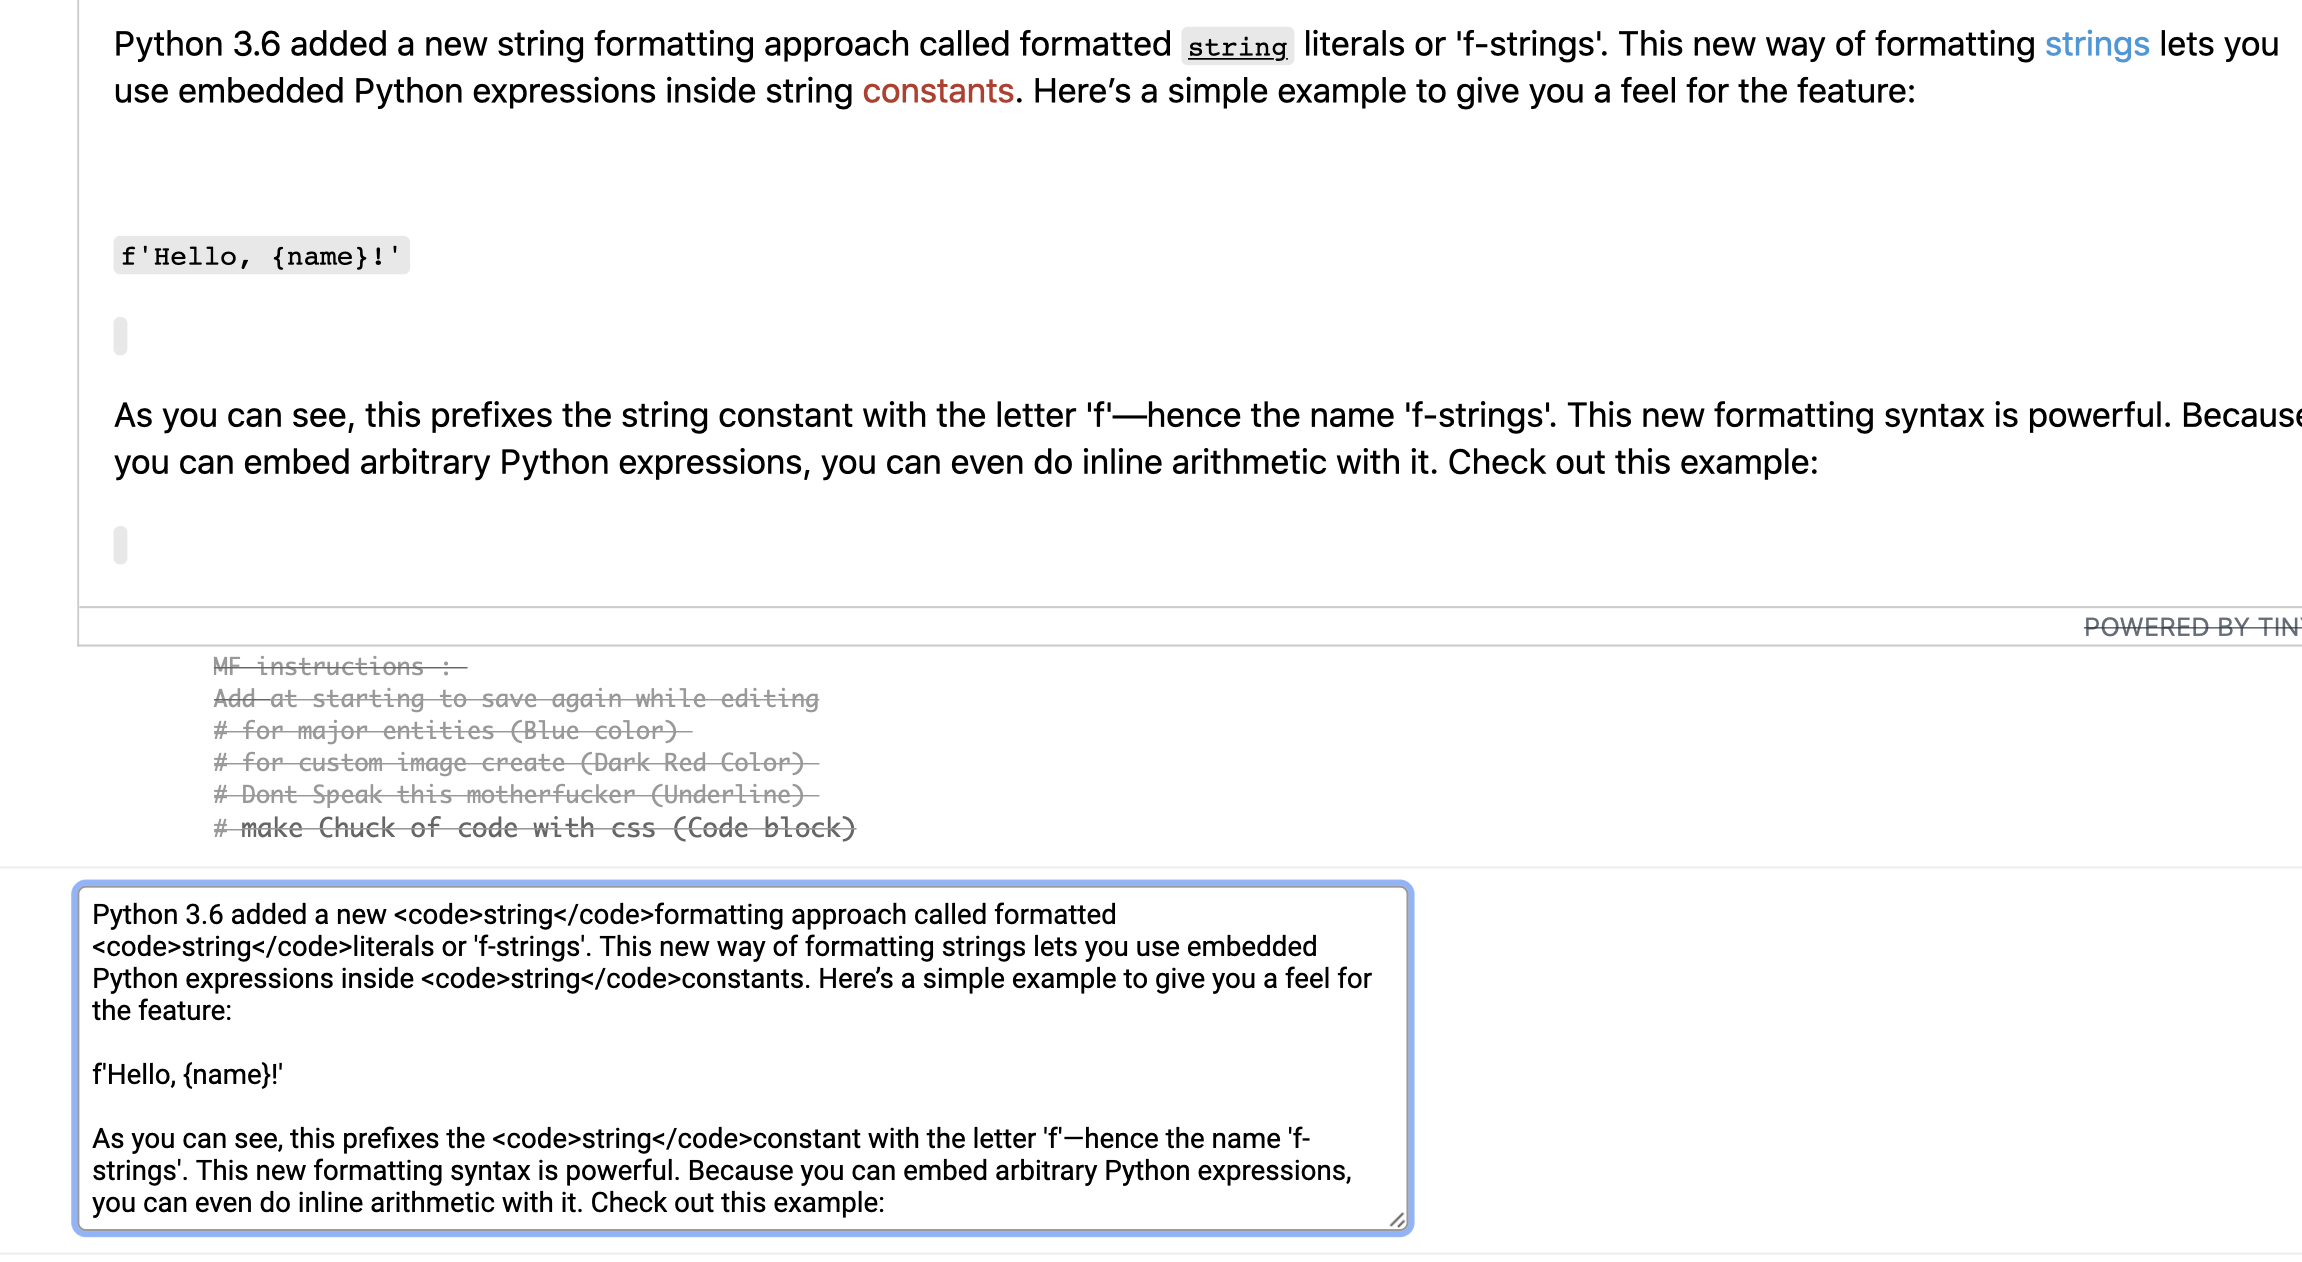 Python 3.6 added a new string formatting approach called formatted string literals or 'f-strings'. This new way of formatting strings lets you
use embedded Python expressions inside string constants. Here’s a simple example to give you a feel for the feature:
f'Hello, {name}!'
As you can see, this prefixes the string constant with the letter 'f'—hence the name 'f-strings'. This new formatting syntax is powerful. Because
you can embed arbitrary Python expressions, you can even do inline arithmetic with it. Check out this example:
POWERED BY TIN
MF instructions :
Add at starting to save again while editing
# for major entities (Blue color)
# for custom image create (Dark Red Color)
# Dont Speak this motherfucker (Underline)
# make Chuck of code with css (Code block)
Python 3.6 added a new <code>string</code>formatting approach called formatted
<code>string</code>literals or 'f-strings'. This new way of formatting strings lets you use embedded
Python expressions inside <code>string</code>constants. Here’s a simple example to give you a feel for
the feature:
f'Hello, {name}!'
As you can see, this prefixes the <code>string</code>constant with the letter 'f'—hence the name 'f-
strings'. This new formatting syntax is powerful. Because you can embed arbitrary Python expressions,
you can even do inline arithmetic with it. Check out this example: